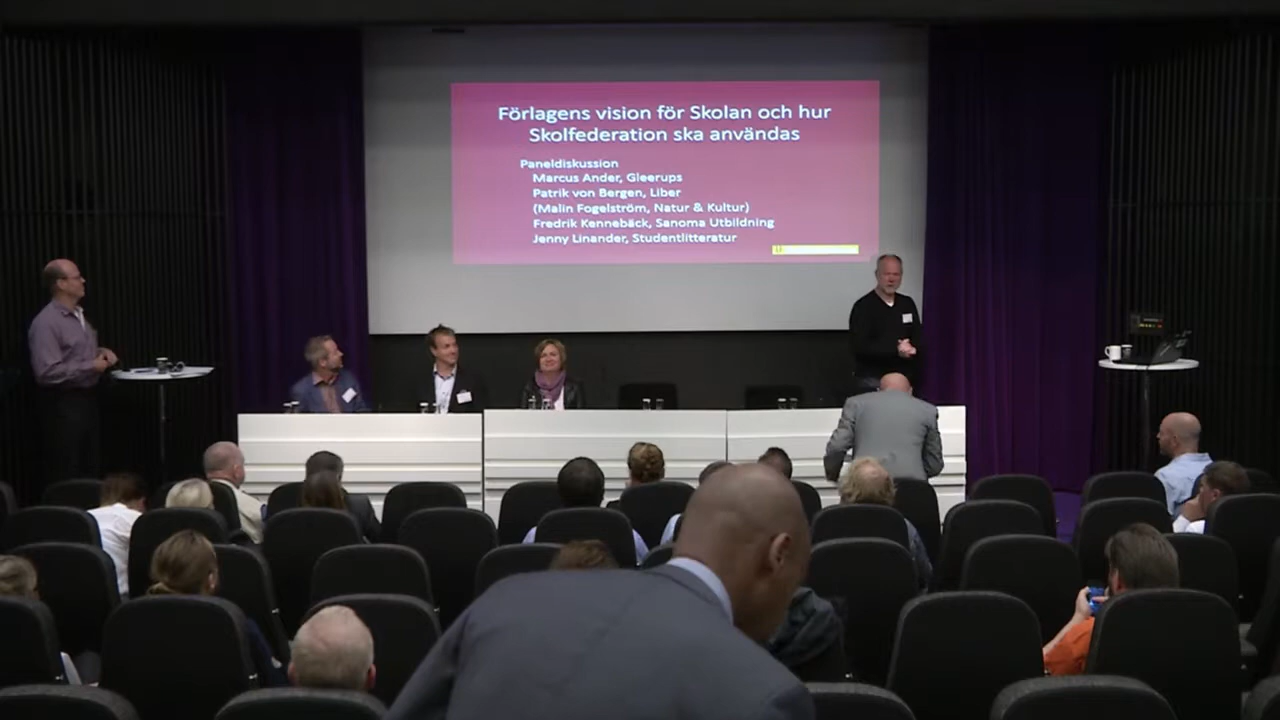 Förlagens vision för Skolan och hur
Skolfederation ska användas
Paneldiskussion
Marcus Ander, Gleerups
Patrik von Bergen, Liber
(Malin Fogelström, Natur & Kultur)
Fredrik Kennebäck, Sanoma Utbildning
Jenny Linander, Studentlitteratur